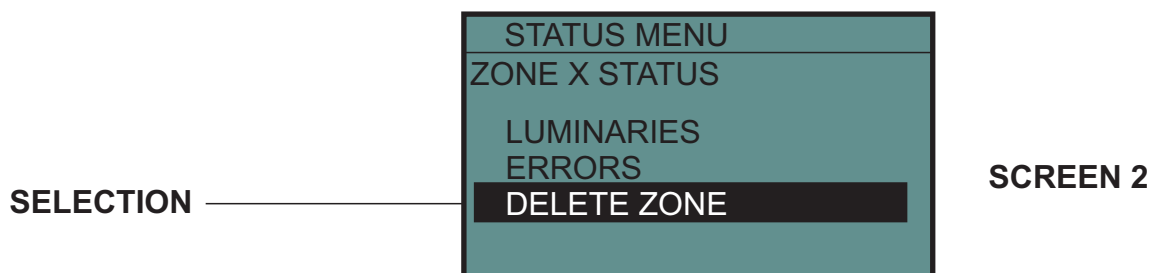 STATUS MENU
ZONE X STATUS
LUMINARIES
ERRORS
DELETE ZONE
SELECTION
SCREEN 2